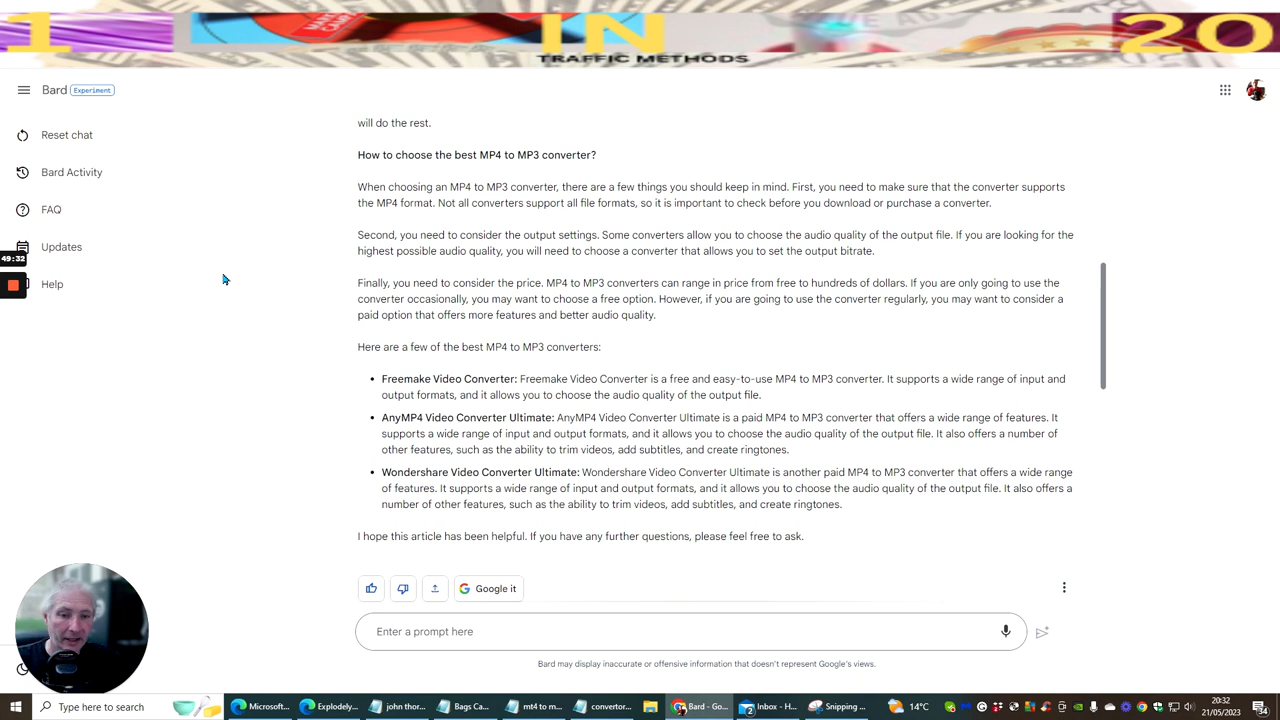 1 IN 20
TRAFFIC METHODS
Bard Experiment
Reset chat
Bard Activity
FAQ
Updates
49:32
Help
will do the rest.
How to choose the best MP4 to MP3 converter?
When choosing an MP4 to MP3 converter, there are a few things you should keep in mind. First, you need to make sure that the converter supports
the MP4 format. Not all converters support all file formats, so it is important to check before you download or purchase a converter.
Second, you need to consider the output settings. Some converters allow you to choose the audio quality of the output file. If you are looking for the
highest possible audio quality, you will need to choose a converter that allows you to set the output bitrate.
Finally, you need to consider the price. MP4 to MP3 converters can range in price from free to hundreds of dollars. If you are only going to use the
converter occasionally, you may want to choose a free option. However, if you are going to use the converter regularly, you may want to consider a
paid option that offers more features and better audio quality.
Here are a few of the best MP4 to MP3 converters:
• Freemake Video Converter: Freemake Video Converter is a free and easy-to-use MP4 to MP3 converter. It supports a wide range of input and
output formats, and it allows you to choose the audio quality of the output file.
• AnyMP4 Video Converter Ultimate: AnyMP4 Video Converter Ultimate is a paid MP4 to MP3 converter that offers a wide range of features. It
supports a wide range of input and output formats, and it allows you to choose the audio quality of the output file. It also offers a number of
other features, such as the ability to trim videos, add subtitles, and create ringtones.
• Wondershare Video Converter Ultimate: Wondershare Video Converter Ultimate is another paid MP4 to MP3 converter that offers a wide range
of features. It supports a wide range of input and output formats, and it allows you to choose the audio quality of the output file. It also offers a
number of other features, such as the ability to trim videos, add subtitles, and create ringtones.
I hope this article has been helpful. If you have any further questions, please feel free to ask.
Google it
Enter a prompt here
Bard may display inaccurate or offensive information that doesn't represent Google's views.
Type here to search
Microsoft...
Explodely...
john thor...
Bags Ca...
mt4 to m...
convertor...
Bard - Go...
Inbox - H...
Snipping ...
14°C
20:32
21/05/2023